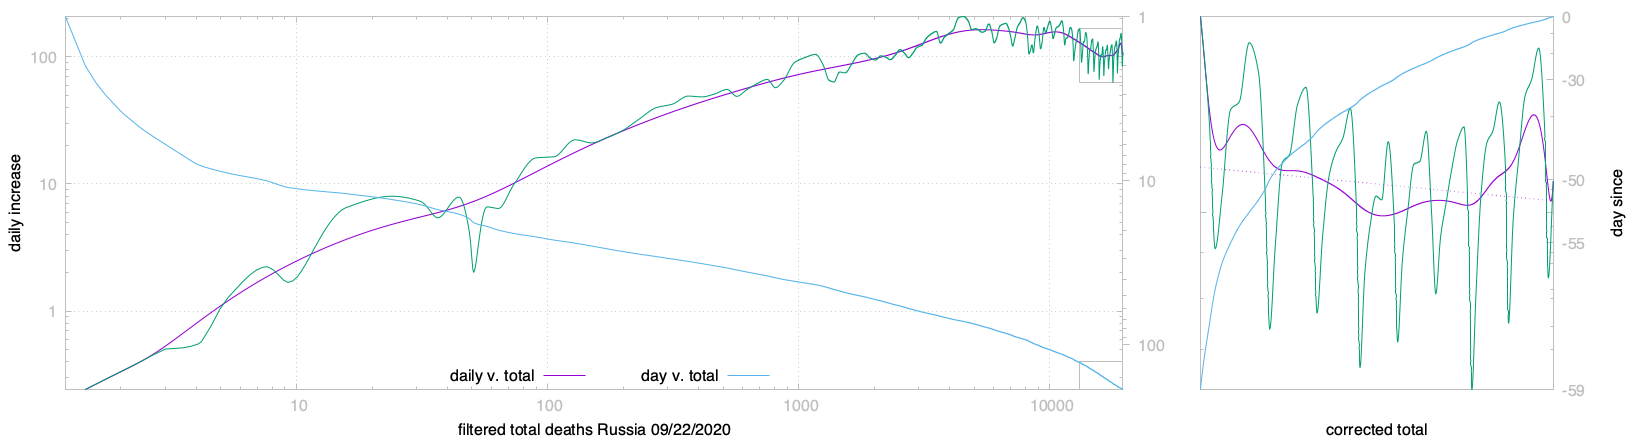 100
10
1
daily increase
10
100
1000
10000
filtered total deaths Russia 09/22/2020
daily v. total
day v. total
1
10
100
0
-30
-50
-55
-59
day since
corrected total